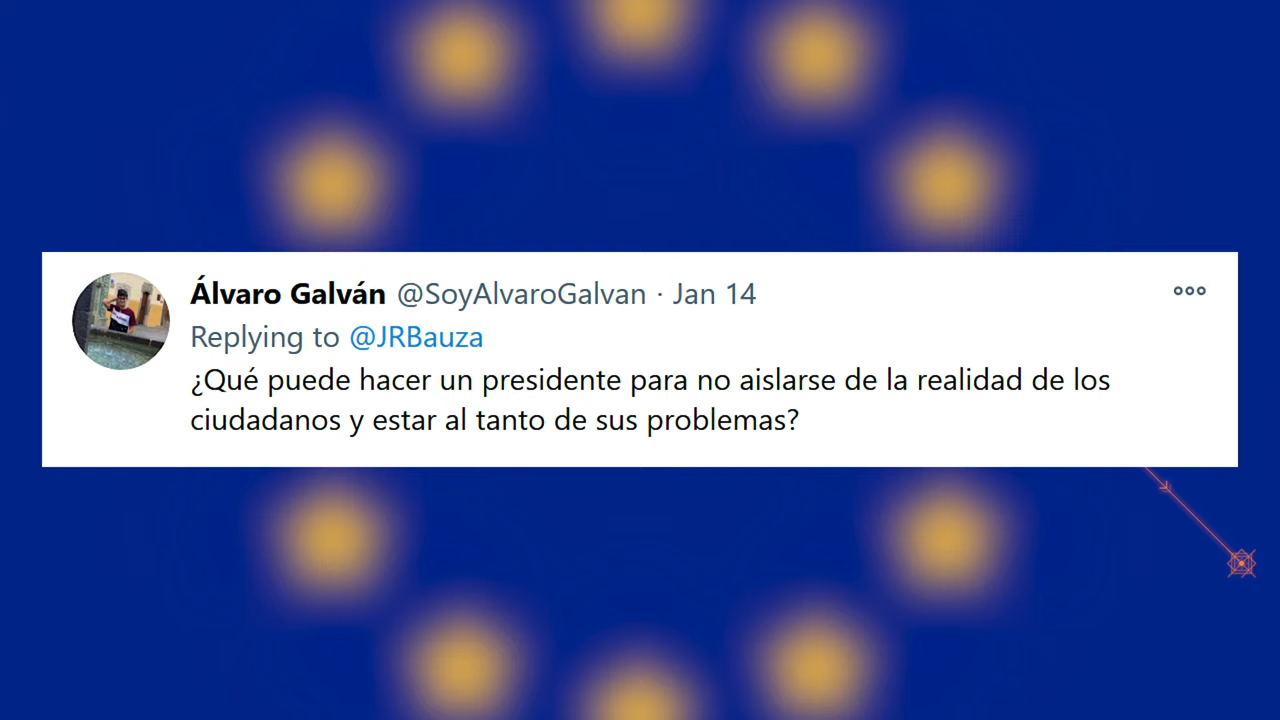 Álvaro Galván @SoyAlvaroGalvan · Jan 14
Replying to @JRBauza
¿Qué puede hacer un presidente para no aislarse de la realidad de los
ciudadanos y estar al tanto de sus problemas?